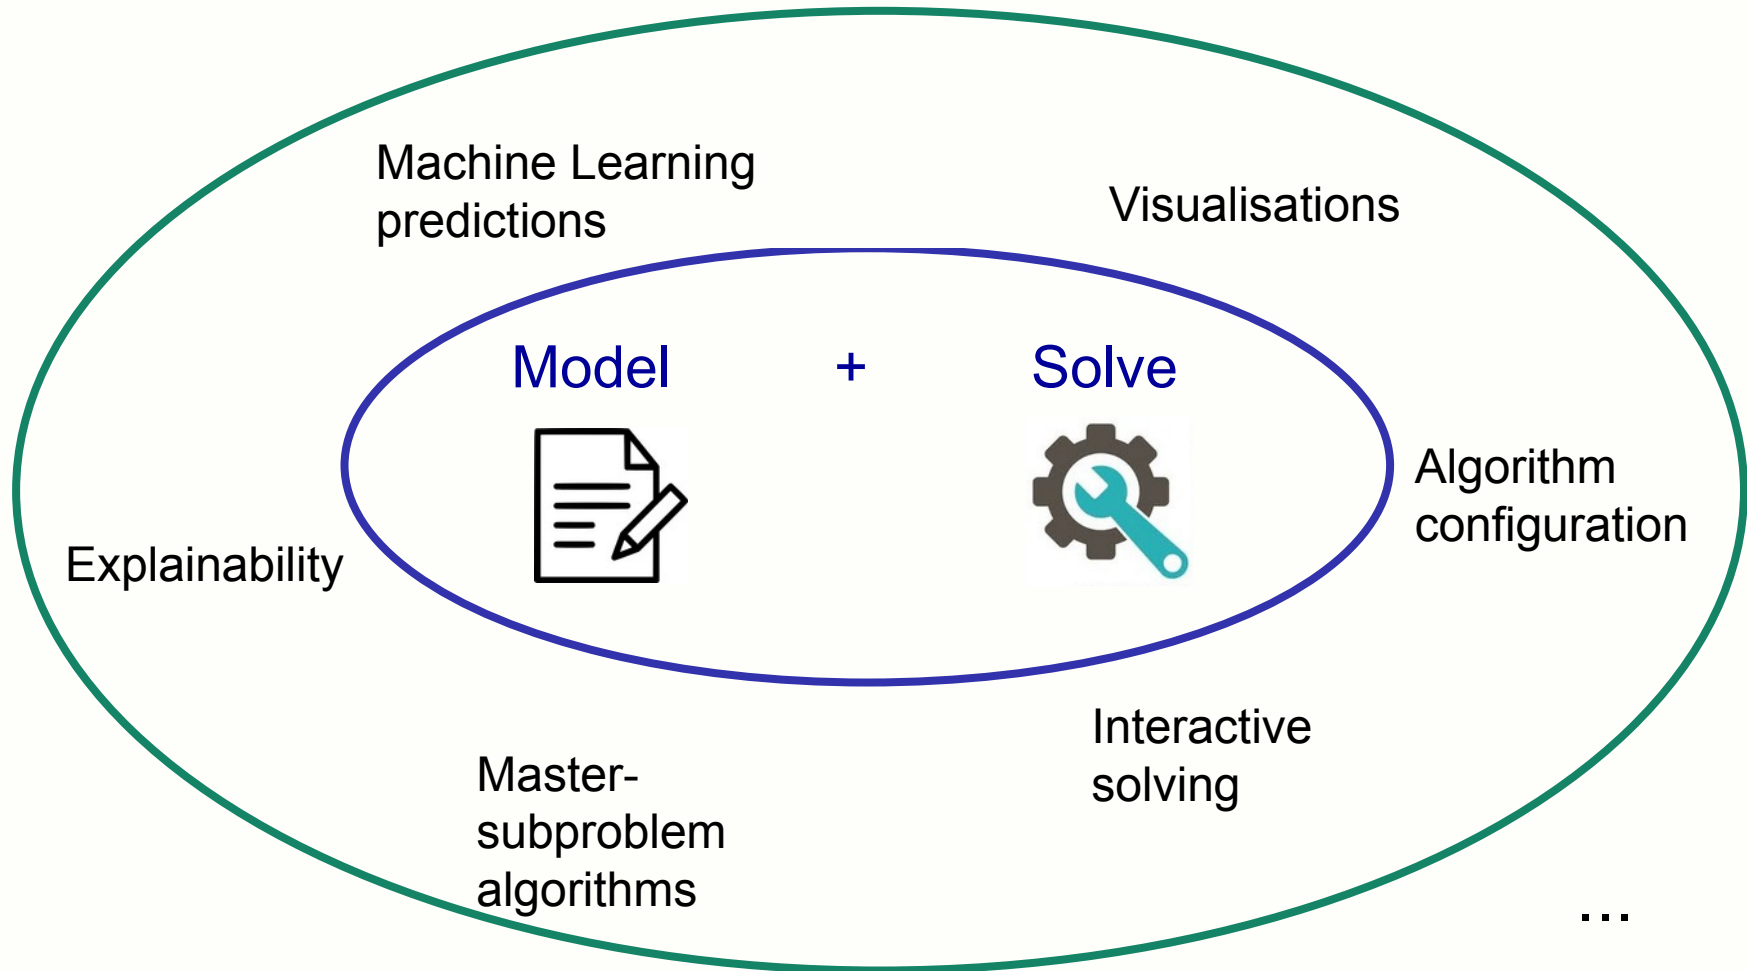 Machine Learning
predictions
Visualisations
Model + Solve
Algorithm
configuration
Explainability
Interactive
solving
Master-
subproblem
algorithms
...